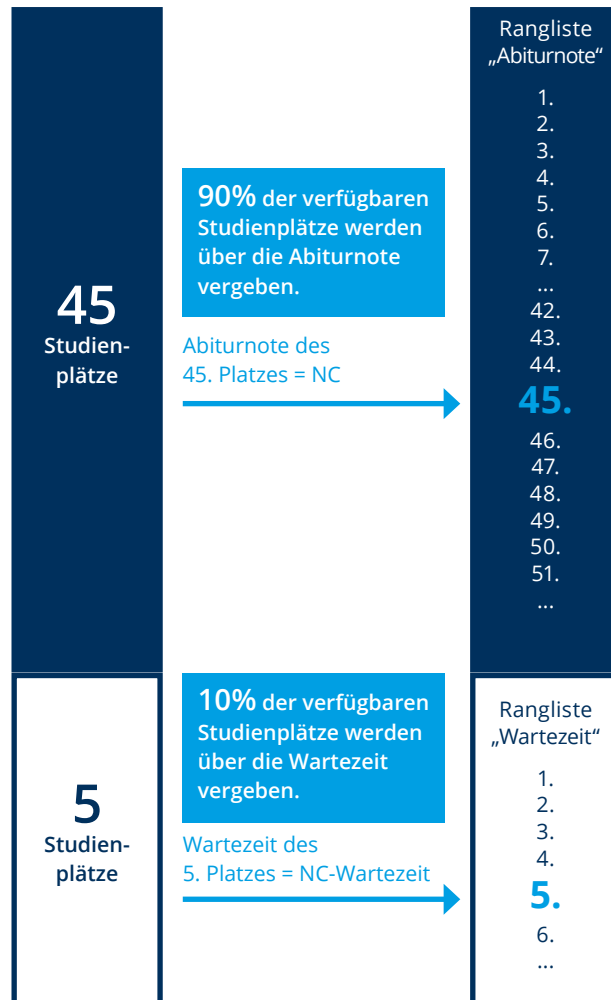 45
Studien-
plätze
90% der verfügbaren
Studienplätze werden
über die Abiturnote
vergeben.
Abiturnote des
45. Platzes = NC
Rangliste
„Abiturnote“
1.
2.
3.
4.
5.
6.
7.
...
42.
43.
44.
45.
46.
47.
48.
49.
50.
51.
...
5
Studien-
plätze
10% der verfügbaren
Studienplätze werden
über die Wartezeit
vergeben.
Wartezeit des
5. Platzes = NC-Wartezeit
Rangliste
„Wartezeit“
1.
2.
3.
4.
5.
6.
...